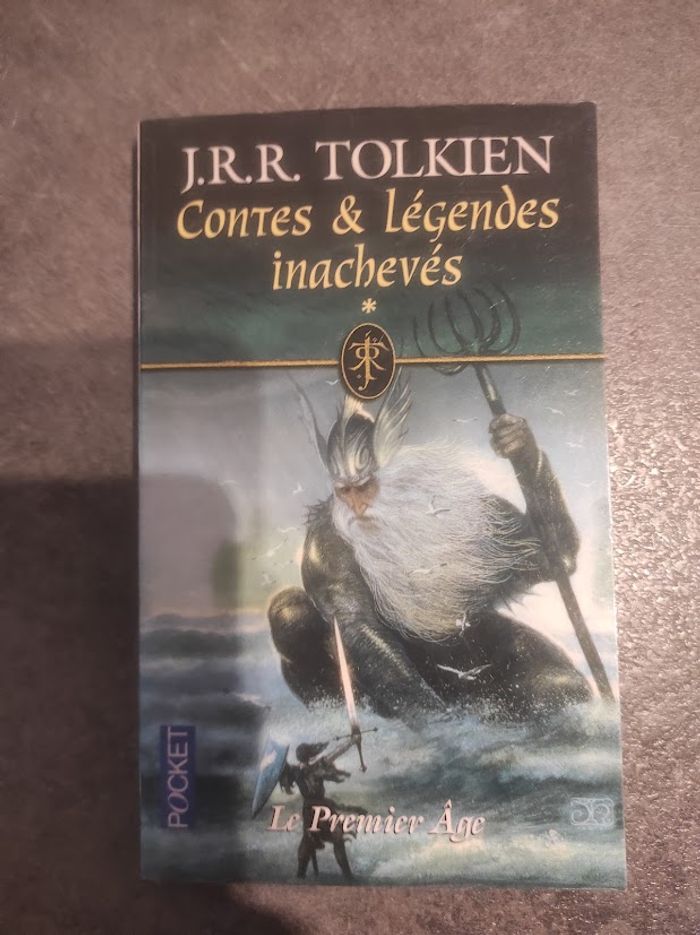 J.R.R. TOLKIEN
Contes & légendes
inachevés
*
POCKET
Le Premier Âge